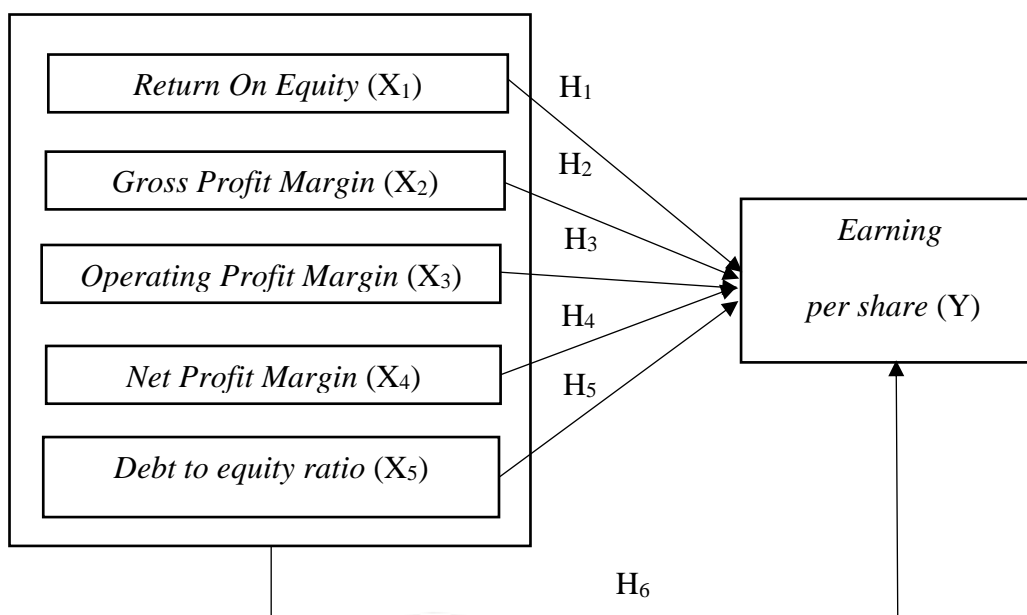 Return On Equity (X₁)
H₁
H₂
Gross Profit Margin (X₂)
H₃
Operating Profit Margin (X₃)
H₄
Net Profit Margin (X₄)
H₅
Debt to equity ratio (X₅)
Earning
per share (Y)
H₆